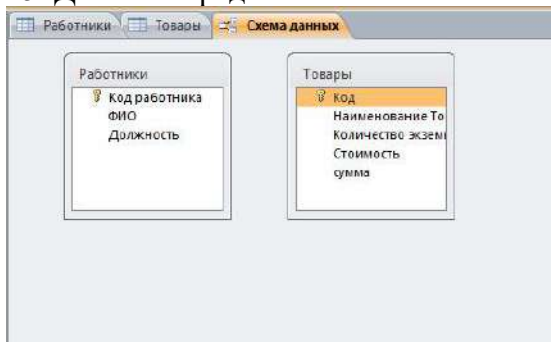 Работники Товары Схема данных
Работники
Код работника
ФИО
Должность
Товары
Код
Наименование То
Количество экзем
Стоимость
сумма